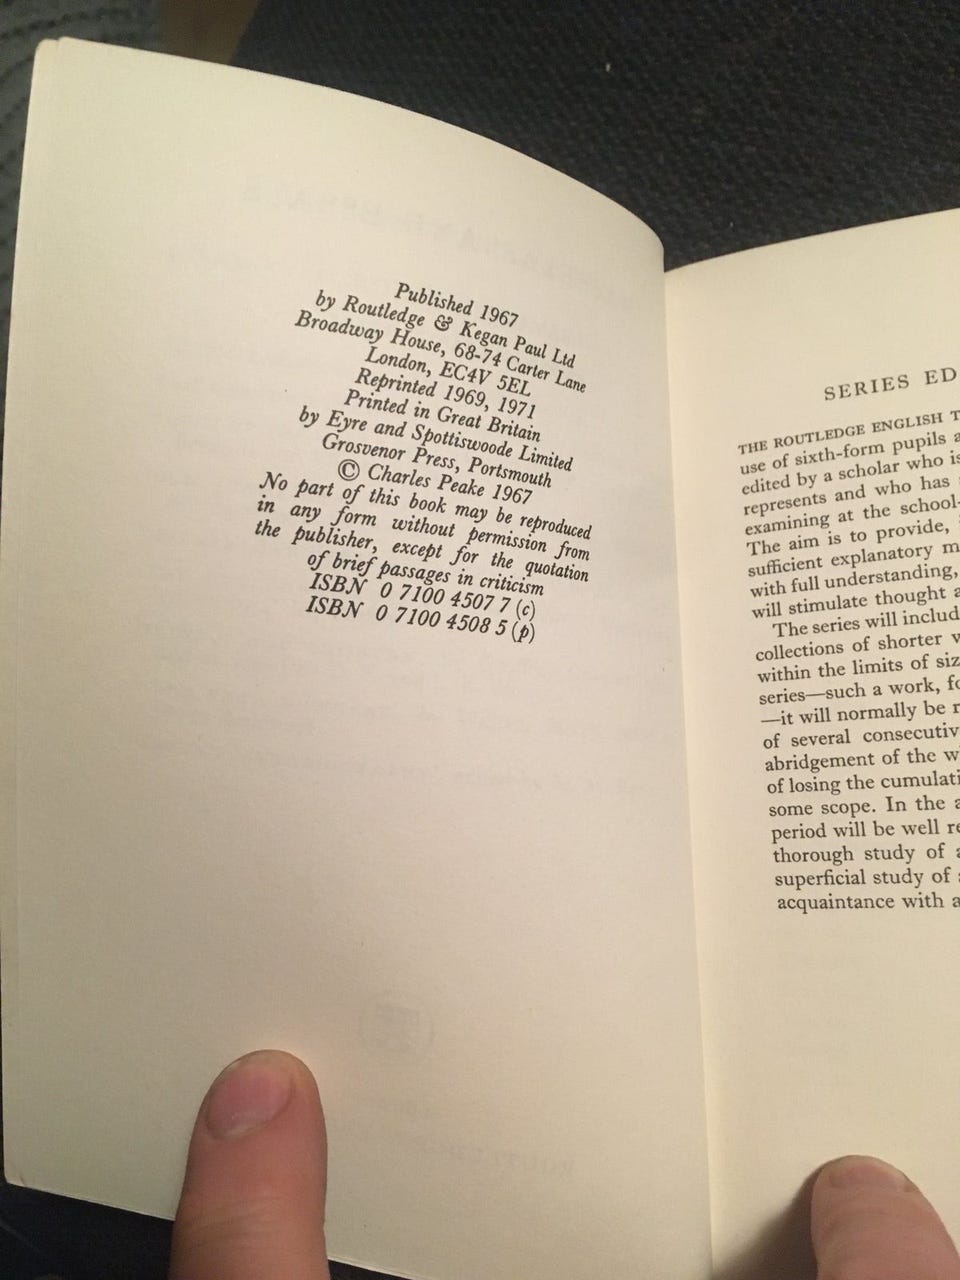 Published 1967
by Routledge & Kegan Paul Ltd
Broadway House, 68-74 Carter Lane
London, EC4V 5EL
Reprinted 1969, 1971
Printed in Great Britain
by Eyre and Spottiswoode Limited
Grosvenor Press, Portsmouth
© Charles Peake 1967
No part of this book may be reproduced
in any form without permission from
the publisher, except for the quotation
of brief passages in criticism
ISBN 0 7100 4507 7 (c)
ISBN 0 7100 4508 5 (p)
SERIES ED
THE ROUTLEDGE ENGLISH T
use of sixth-form pupils a
edited by a scholar who is
represents and who has
examining at the school-
The aim is to provide,
sufficient explanatory m
with full understanding,
will stimulate thought a
The series will includ
collections of shorter w
within the limits of siz
series—such a work, fo
—it will normally be r
of several consecutiv
abridgement of the w
of losing the cumulati
some scope. In the a
period will be well re
thorough study of a
superficial study of
acquaintance with a